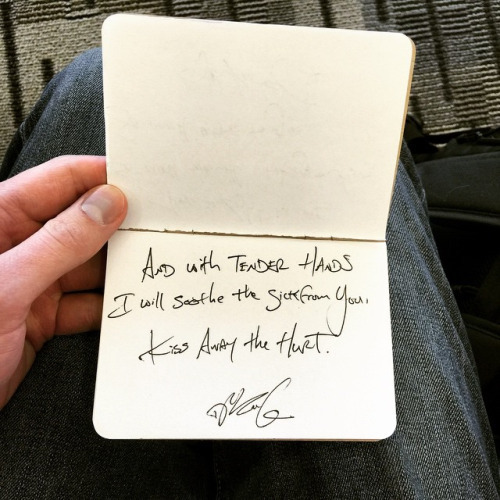 And with Tender Hands
I will soothe the sick from you,
Kiss Away the Hurt.